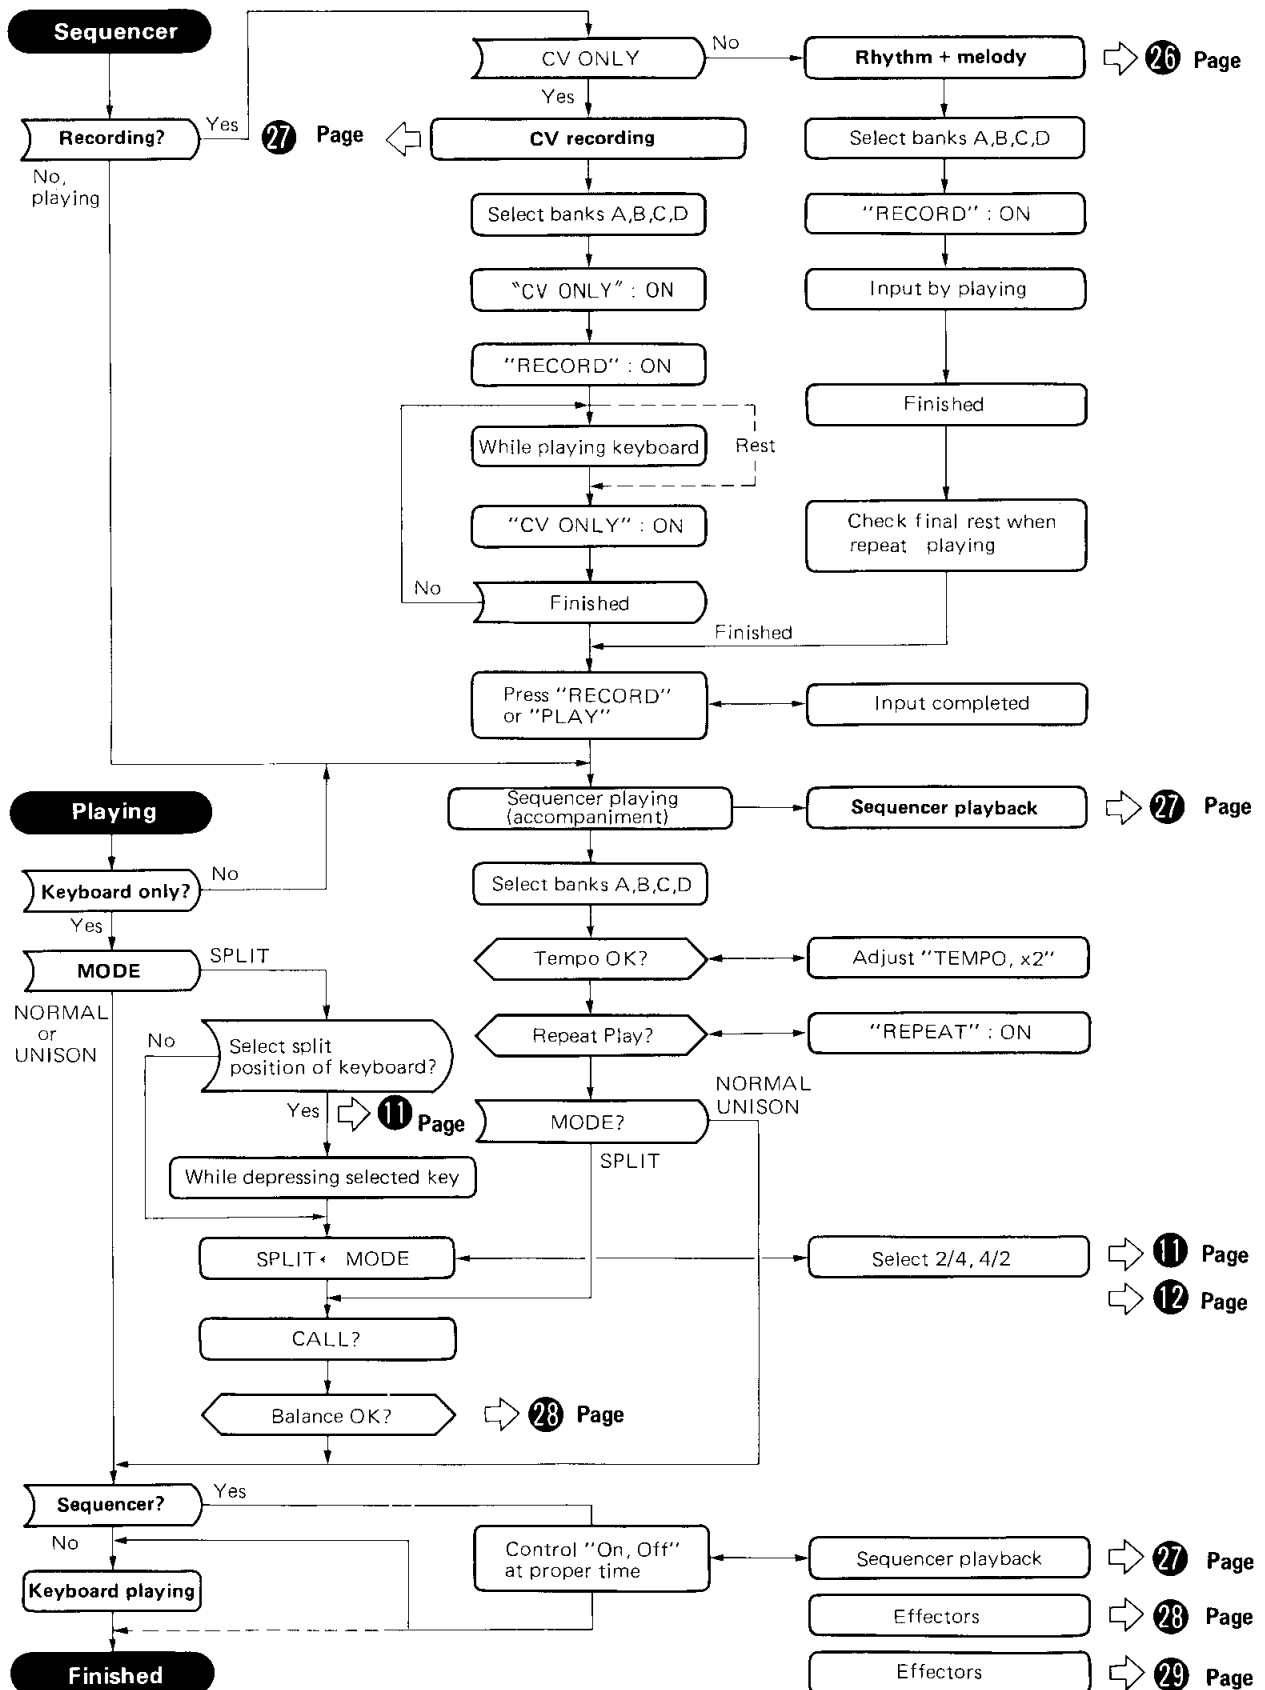 Sequencer
CV ONLY
No
Rhythm + melody
26 Page
Yes
Recording?
Yes
27 Page
CV recording
Select banks A,B,C,D
No,
playing
Select banks A,B,C,D
"RECORD" : ON
"CV ONLY" : ON
Input by playing
"RECORD" : ON
Finished
While playing keyboard
Rest
"CV ONLY" : ON
Check final rest when
repeat playing
No
Finished
Finished
Press "RECORD"
or "PLAY"
Input completed
Playing
Sequencer playing
(accompaniment)
Sequencer playback
27 Page
Keyboard only?
No
Select banks A,B,C,D
Yes
MODE
SPLIT
Tempo OK?
Adjust "TEMPO, x2"
NORMAL
or
UNISON
No
Select split
position of keyboard?
Repeat Play?
"REPEAT" : ON
NORMAL
UNISON
Yes
11 Page
MODE?
SPLIT
While depressing selected key
SPLIT MODE
Select 2/4, 4/2
11 Page
12 Page
CALL?
Balance OK?
28 Page
Sequencer?
Yes
No
Control "On, Off"
at proper time
Sequencer playback
27 Page
Keyboard playing
Effectors
28 Page
Finished
Effectors
29 Page